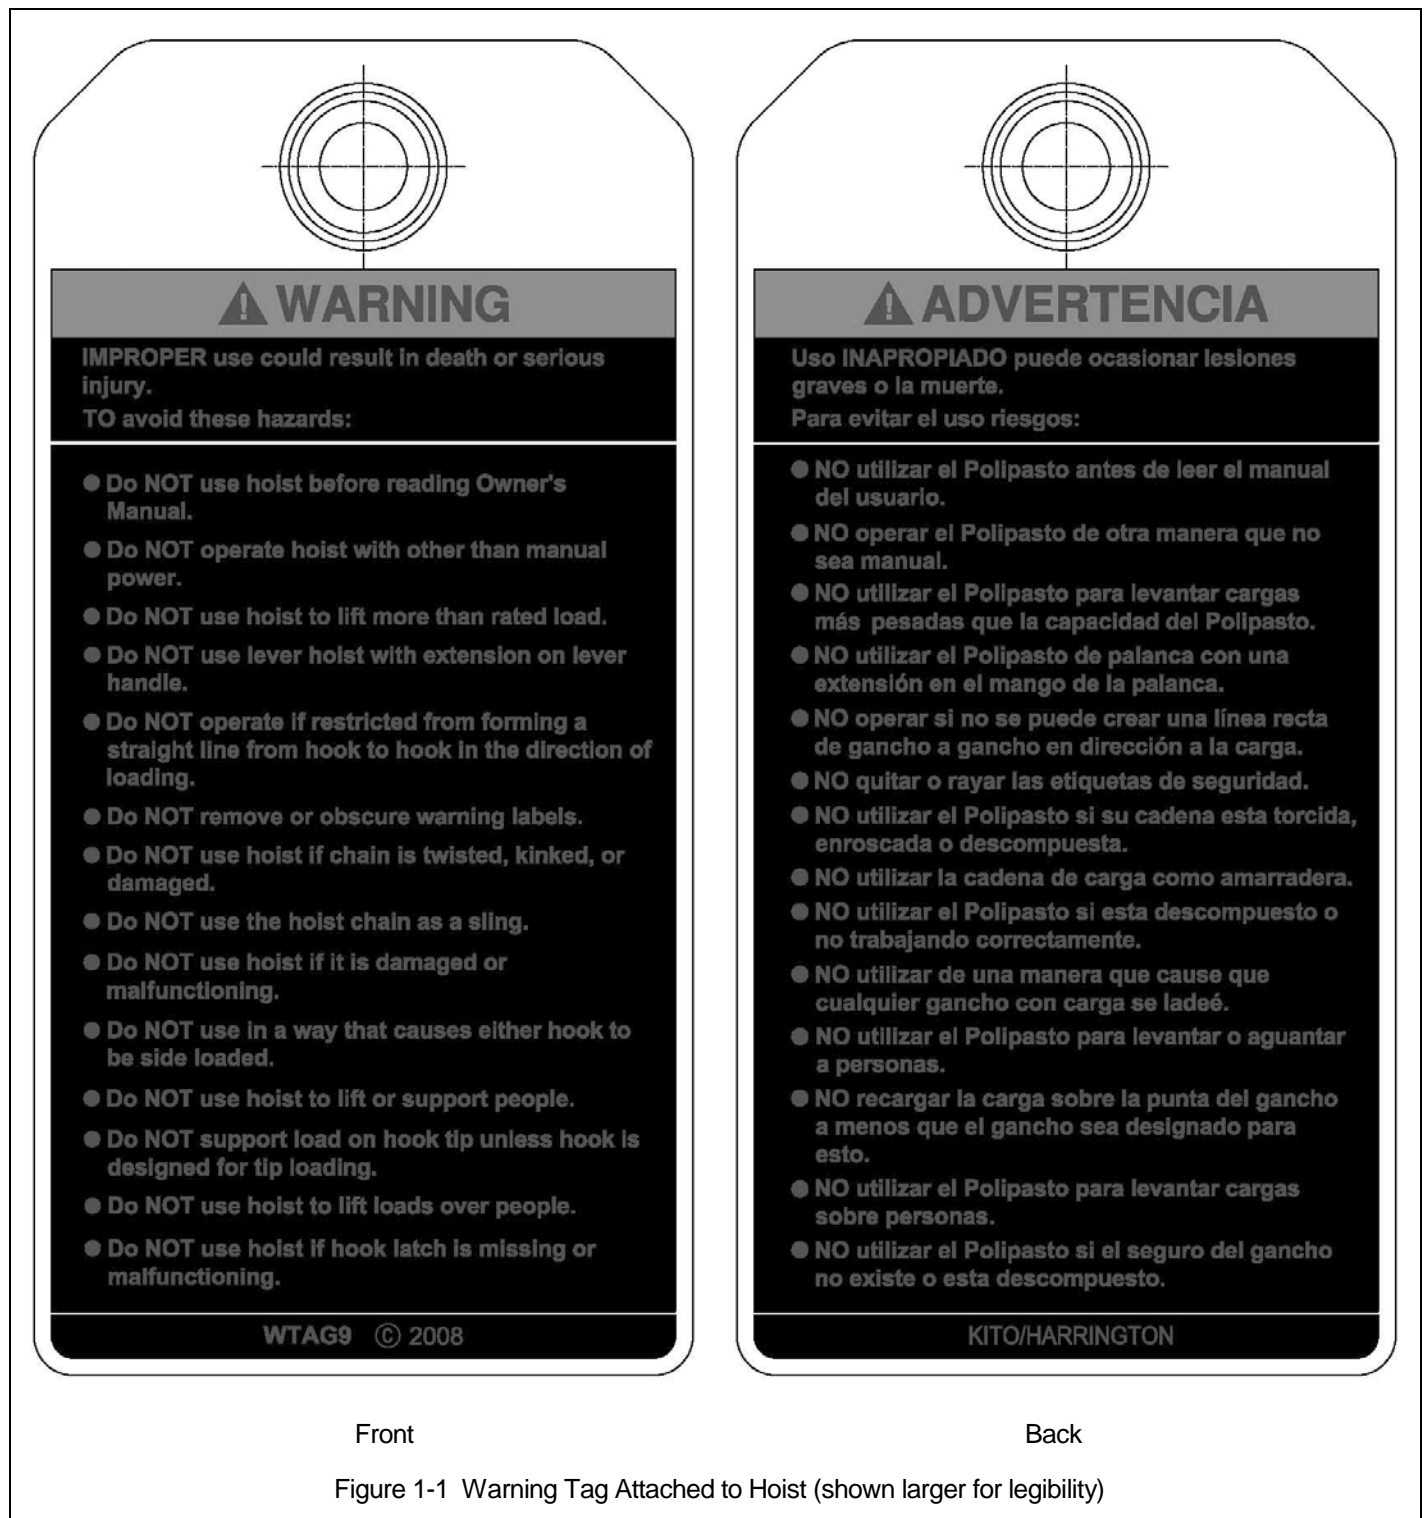 WARNING
IMPROPER use could result in death or serious
injury.
TO avoid these hazards:
● Do NOT use hoist before reading Owner's
Manual.
● Do NOT operate hoist with other than manual
power.
● Do NOT use hoist to lift more than rated load.
● Do NOT use lever hoist with extension on lever
handle.
● Do NOT operate if restricted from forming a
straight line from hook to hook in the direction of
loading.
● Do NOT remove or obscure warning labels.
● Do NOT use hoist if chain is twisted, kinked, or
damaged.
● Do NOT use the hoist chain as a sling.
● Do NOT use hoist if it is damaged or
malfunctioning.
● Do NOT use in a way that causes either hook to
be side loaded.
● Do NOT use hoist to lift or support people.
● Do NOT support load on hook tip unless hook is
designed for tip loading.
● Do NOT use hoist to lift loads over people.
● Do NOT use hoist if hook latch is missing or
malfunctioning.
WTAG9 © 2008
ADVERTENCIA
Uso INAPROPIADO puede ocasionar lesiones
graves o la muerte.
Para evitar el uso riesgos:
● NO utilizar el Polipasto antes de leer el manual
del usuario.
● NO operar el Polipasto de otra manera que no
sea manual.
● NO utilizar el Polipasto para levantar cargas
más pesadas que la capacidad del Polipasto.
● NO utilizar el Polipasto de palanca con una
extensión en el mango de la palanca.
● NO operar si no se puede crear una línea recta
de gancho a gancho en dirección a la carga.
● NO quitar o rayar las etiquetas de seguridad.
● NO utilizar el Polipasto si su cadena esta torcida,
enroscada o descompuesta.
● NO utilizar la cadena de carga como amarradera.
● NO utilizar el Polipasto si esta descompuesto o
no trabajando correctamente.
● NO utilizar de una manera que cause que
cualquier gancho con carga se ladeé.
● NO utilizar el Polipasto para levantar o aguantar
a personas.
● NO recargar la carga sobre la punta del gancho
a menos que el gancho sea designado para
esto.
● NO utilizar el Polipasto para levantar cargas
sobre personas.
● NO utilizar el Polipasto si el seguro del gancho
no existe o esta descompuesto.
KITO/HARRINGTON
Front
Back
Figure 1-1 Warning Tag Attached to Hoist (shown larger for legibility)